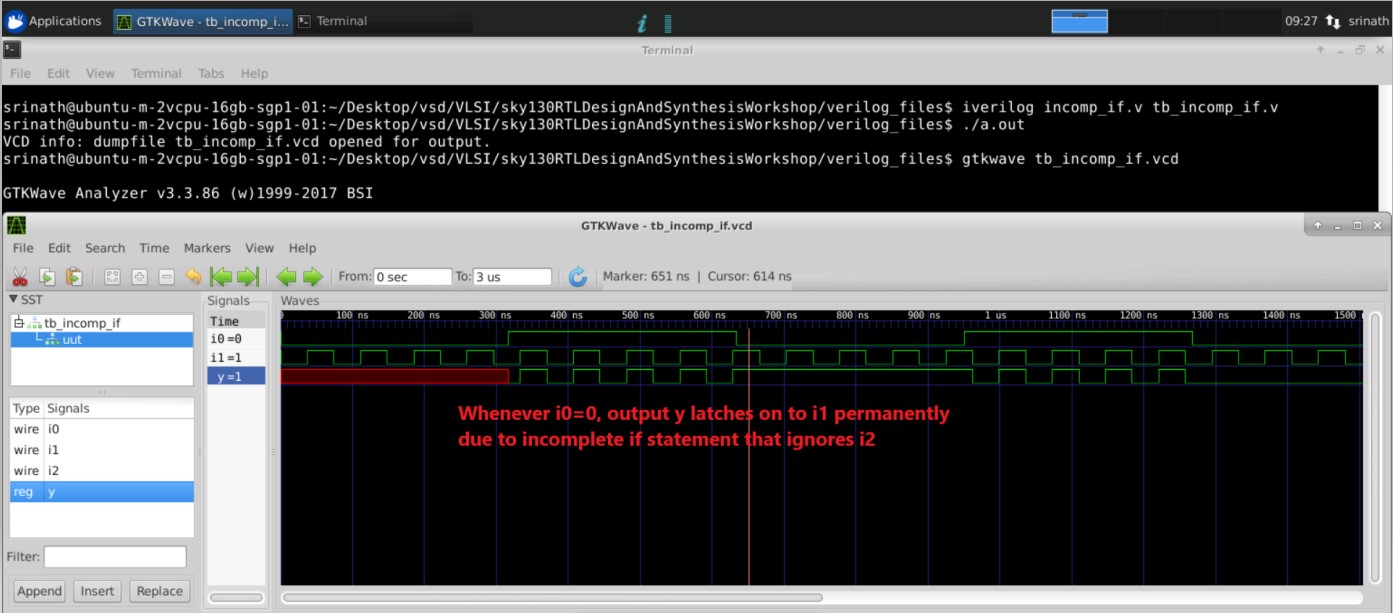 Applications GTKWave - tb_incomp_i... Terminal 09:27 srinath
Terminal
File Edit View Terminal Tabs Help
srinath@ubuntu-m-2vcpu-16gb-sgp1-01:~/Desktop/vsd/VLSI/sky130RTLDesignAndSynthesisWorkshop/verilog_files$ iverilog incomp_if.v tb_incomp_if.v
srinath@ubuntu-m-2vcpu-16gb-sgp1-01:~/Desktop/vsd/VLSI/sky130RTLDesignAndSynthesisWorkshop/verilog_files$ ./a.out
VCD info: dumpfile tb_incomp_if.vcd opened for output.
srinath@ubuntu-m-2vcpu-16gb-sgp1-01:~/Desktop/vsd/VLSI/sky130RTLDesignAndSynthesisWorkshop/verilog_files$ gtkwave tb_incomp_if.vcd
GTKWave Analyzer v3.3.86 (w)1999-2017 BSI
GTKWave - tb_incomp_if.vcd
File Edit Search Time Markers View Help
From: 0 sec To: 3 us Marker: 651 ns | Cursor: 614 ns
SST
tb_incomp_if
uut
Type Signals
wire i0
wire i1
wire i2
reg y
Filter:
Append Insert Replace
Signals
Time
i0=0
i1=1
y=1
Waves
100 ns 200 ns 300 ns 400 ns 500 ns 600 ns 700 ns 800 ns 900 ns 1 us 1100 ns 1200 ns 1300 ns 1400 ns 1500
Whenever i0=0, output y latches on to i1 permanently
due to incomplete if statement that ignores i2